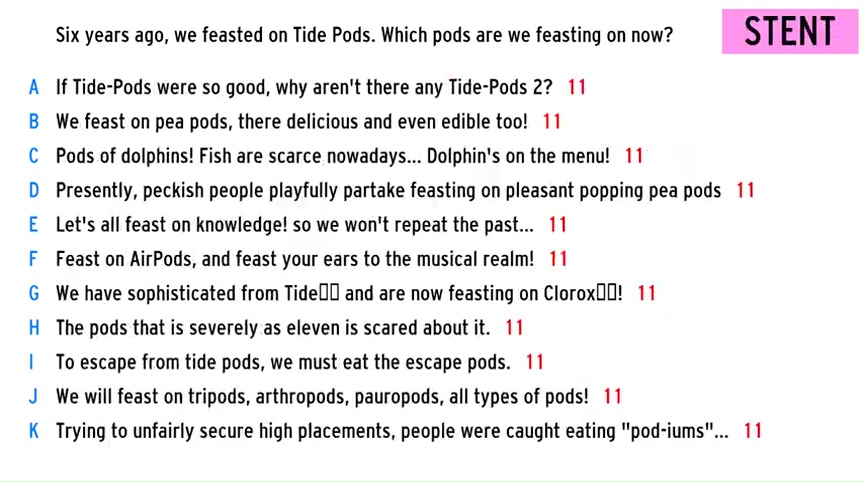 Six years ago, we feasted on Tide Pods. Which pods are we feasting on now?
STENT
A If Tide-Pods were so good, why aren't there any Tide-Pods 2? 11
B We feast on pea pods, there delicious and even edible too! 11
C Pods of dolphins! Fish are scarce nowadays... Dolphin's on the menu! 11
D Presently, peckish people playfully partake feasting on pleasant popping pea pods 11
E Let's all feast on knowledge! so we won't repeat the past... 11
F Feast on AirPods, and feast your ears to the musical realm! 11
G We have sophisticated from Tide▯▯ and are now feasting on Clorox▯▯! 11
H The pods that is severely as eleven is scared about it. 11
I To escape from tide pods, we must eat the escape pods. 11
J We will feast on tripods, arthropods, pauropods, all types of pods! 11
K Trying to unfairly secure high placements, people were caught eating "pod-iums"... 11